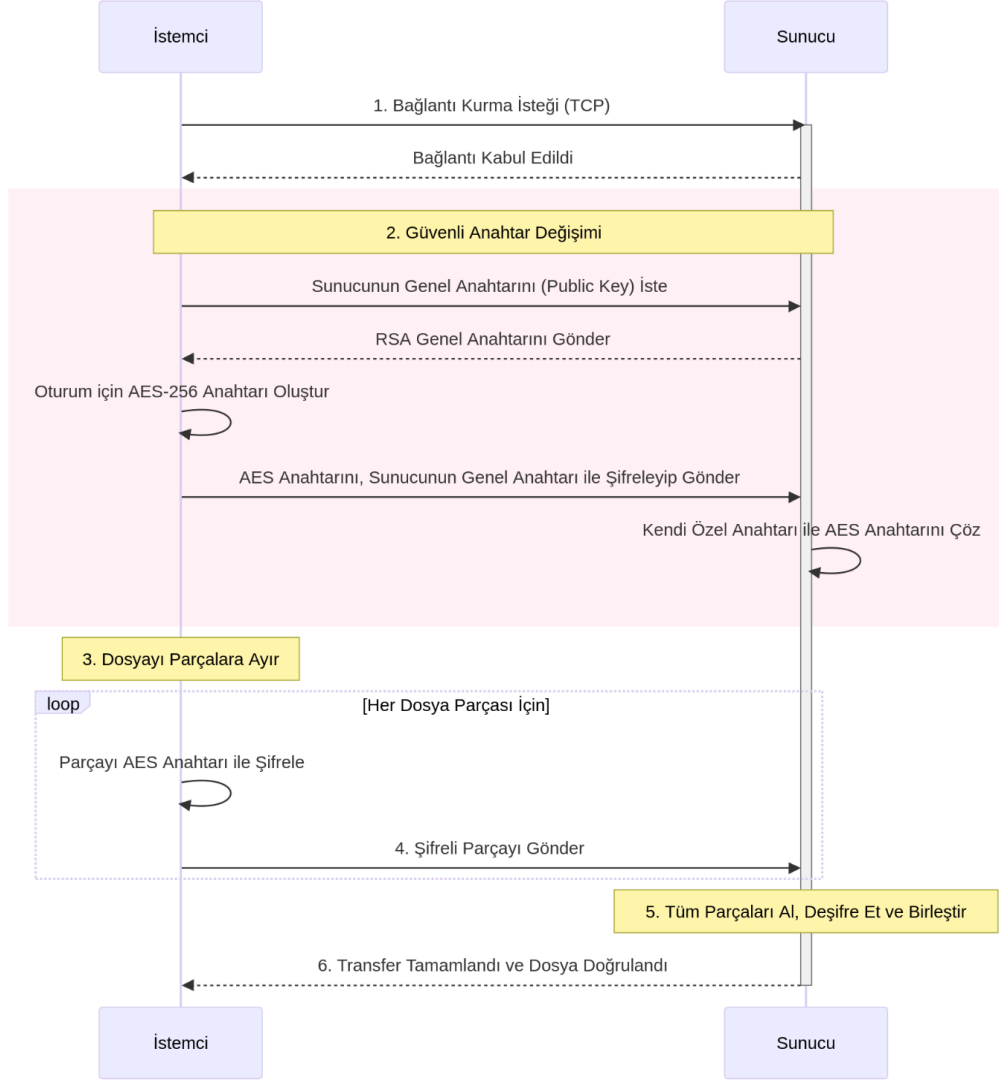 İstemci
Sunucu
1. Bağlantı Kurma İsteği (TCP)
Bağlantı Kabul Edildi
2. Güvenli Anahtar Değişimi
Sunucunun Genel Anahtarını (Public Key) İste
RSA Genel Anahtarını Gönder
Oturum için AES-256 Anahtarı Oluştur
AES Anahtarını, Sunucunun Genel Anahtarı ile Şifreleyip Gönder
Kendi Özel Anahtarı ile AES Anahtarını Çöz
3. Dosyayı Parçalara Ayır
loop
[Her Dosya Parçası İçin]
Parçayı AES Anahtarı ile Şifrele
4. Şifreli Parçayı Gönder
5. Tüm Parçaları Al, Deşifre Et ve Birleştir
6. Transfer Tamamlandı ve Dosya Doğrulandı
İstemci
Sunucu